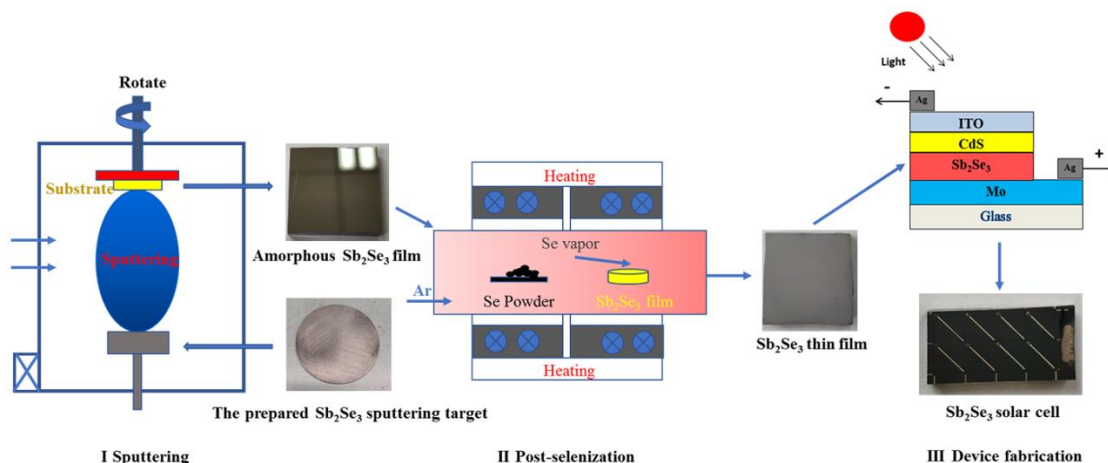 Rotate
Substrate
Sputtering
Amorphous Sb₂Se₃ film
The prepared Sb₂Se₃ sputtering target
I Sputtering
Heating
Se vapor
Ar
Se Powder
Sb₂Se₃ film
Heating
II Post-selenization
Sb₂Se₃ thin film
Light
-
Ag
ITO
CdS
Sb₂Se₃
Ag
+
Mo
Glass
Sb₂Se₃ solar cell
III Device fabrication